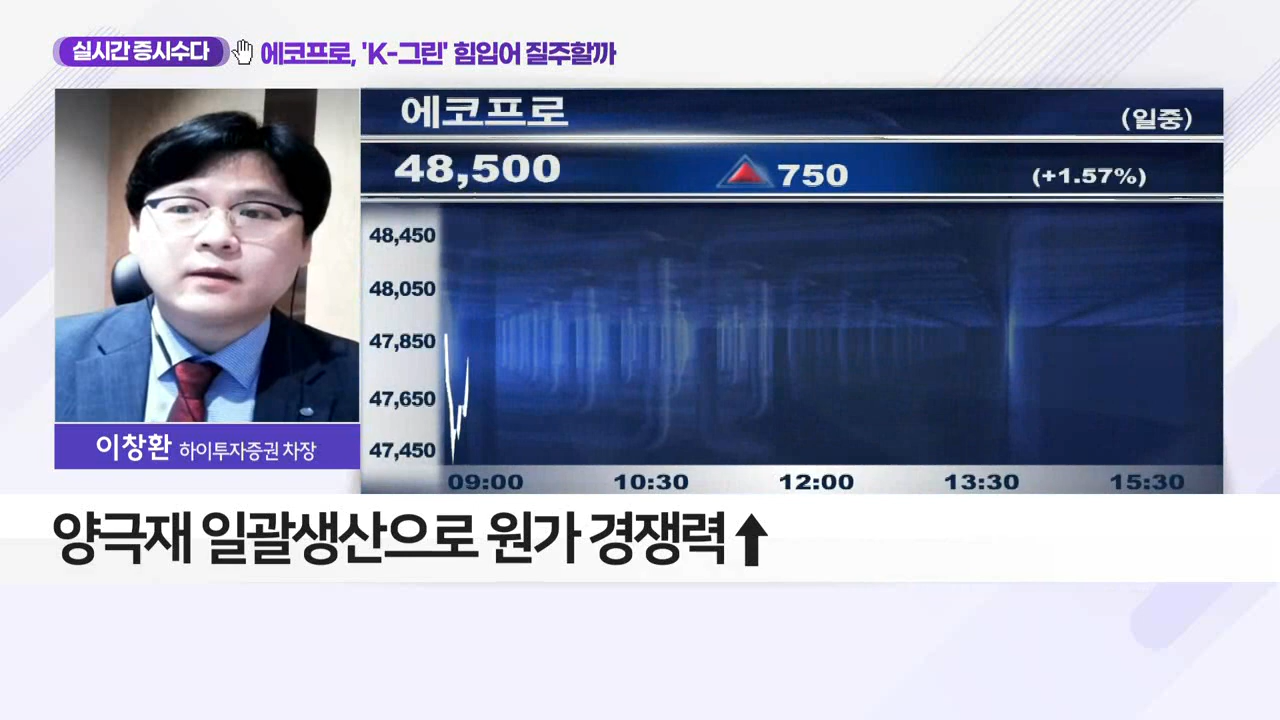 실시간 증시수다 에코프로, 'K-그린' 힘입어 질주할까
에코프로 (일중)
48,500 750 (+1.57%)
48,450
48,050
47,850
47,650
47,450
09:00 10:30 12:00 13:30 15:30
이창환 하이투자증권 차장
양극재 일괄생산으로 원가 경쟁력